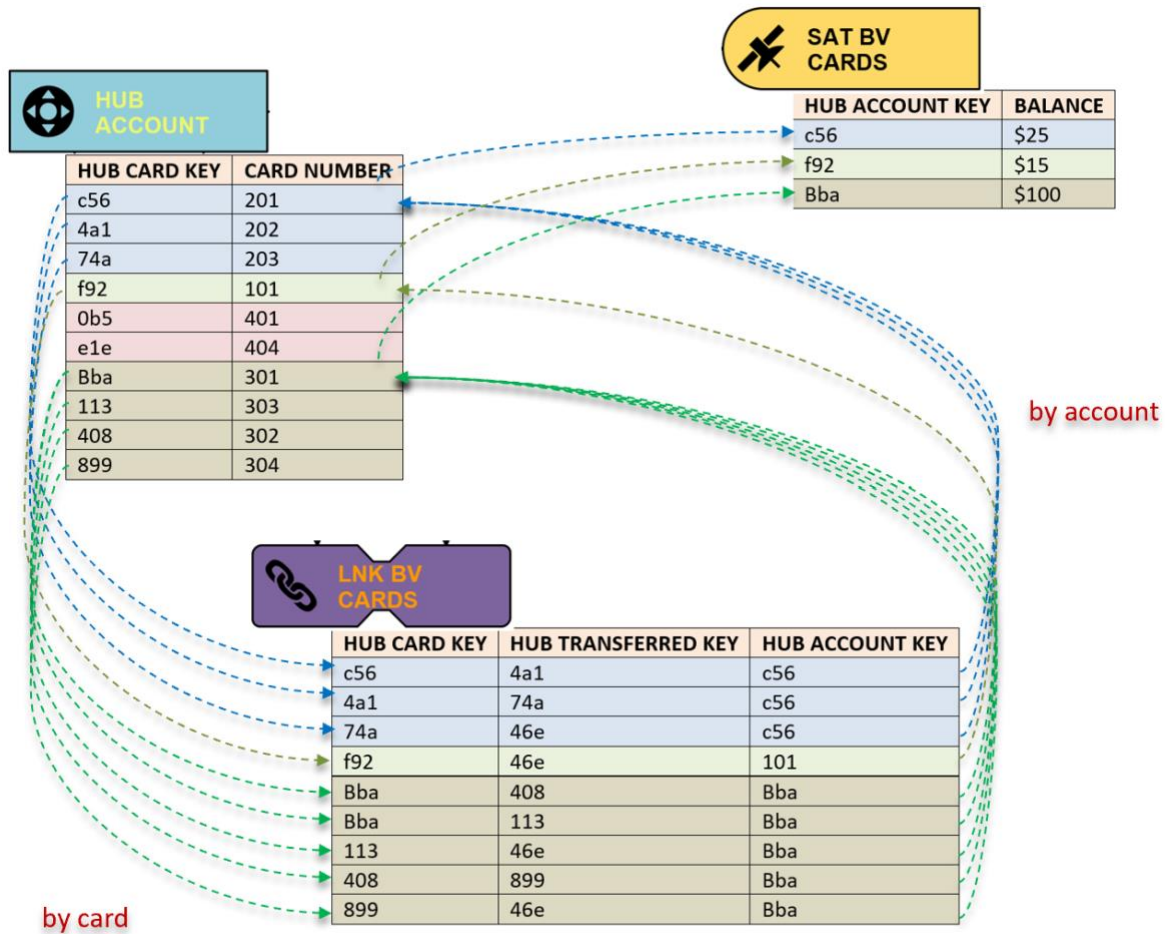 SAT BV
CARDS
HUB ACCOUNT KEY BALANCE
c56 $25
f92 $15
Bba $100
HUB
ACCOUNT
HUB CARD KEY CARD NUMBER
c56 201
4a1 202
74a 203
f92 101
0b5 401
e1e 404
Bba 301
113 303
408 302
899 304
by account
LNK BV
CARDS
HUB CARD KEY HUB TRANSFERRED KEY HUB ACCOUNT KEY
c56 4a1 c56
4a1 74a c56
74a 46e c56
f92 46e 101
Bba 408 Bba
Bba 113 Bba
113 46e Bba
408 899 Bba
899 46e Bba
by card